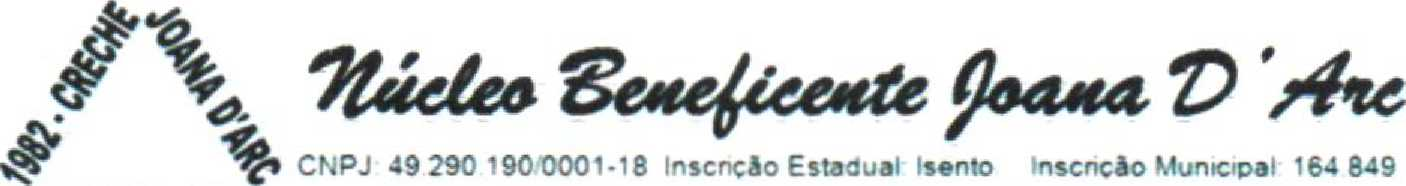 1982 - CRECHE
JOANA D'ARC
Núcleo Beneficente Joana D'Arc
CNPJ: 49.290.190/0001-18 Inscrição Estadual: Isento Inscrição Municipal: 164.849